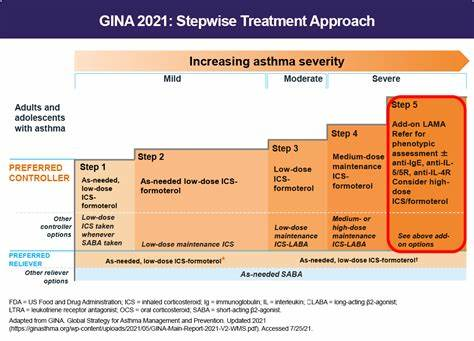 GINA 2021: Stepwise Treatment Approach
Increasing asthma severity
Mild
Moderate
Severe
Adults and
adolescents
with asthma
PREFERRED
CONTROLLER
Step 1
As-needed,
low-dose
ICS-
formoterol
Step 2
As-needed low-dose ICS-
formoterol
Step 3
Low-dose
maintenance
ICS-
formoterol
Step 4
Medium-dose
maintenance
ICS-
formoterol
Step 5
Add-on LAMA
Refer for
phenotypic
assessment ±
anti-IgE, anti-IL-
5/5R, anti-IL-4R
Consider high-
dose
ICS/formoterol
Other
controller
options
Low-dose
ICS taken
whenever
SABA taken
Low-dose maintenance ICS
Low-dose
maintenance
ICS-LABA
Medium- or
high-dose
maintenance
ICS-LABA
See above add-
on options
PREFERRED
RELIEVER
As-needed, low-dose ICS-formoterol*
As-needed, low-dose ICS-formoterol†
Other reliever
options
As-needed SABA
FDA = US Food and Drug Administration; ICS = inhaled corticosteroid; Ig = immunoglobulin; IL = interleukin; LABA = long-acting β2-agonist;
LTRA = leukotriene receptor antagonist; OCS = oral corticosteroid; SABA = short-acting β2-agonist.
Adapted from GINA. Global Strategy for Asthma Management and Prevention. Updated 2021
(https://ginasthma.org/wp-content/uploads/2021/05/GINA-Main-Report-2021-V2-WMS.pdf). Accessed 7/25/21.